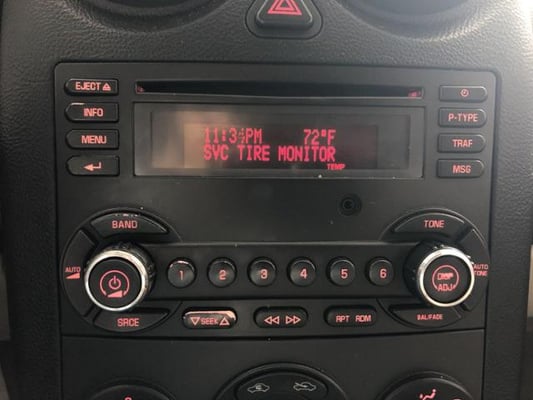 EJECT
INFO
MENU
P-TYPE
TRAF
MSG
11:34PM 72°F
SVC TIRE MONITOR
TEMP
BAND
TONE
AUTO
1 2 3 4 5 6
DISP
ADJ
AUTO
TONE
SRCE
SEEK
RPT RDM
BAL/FADE